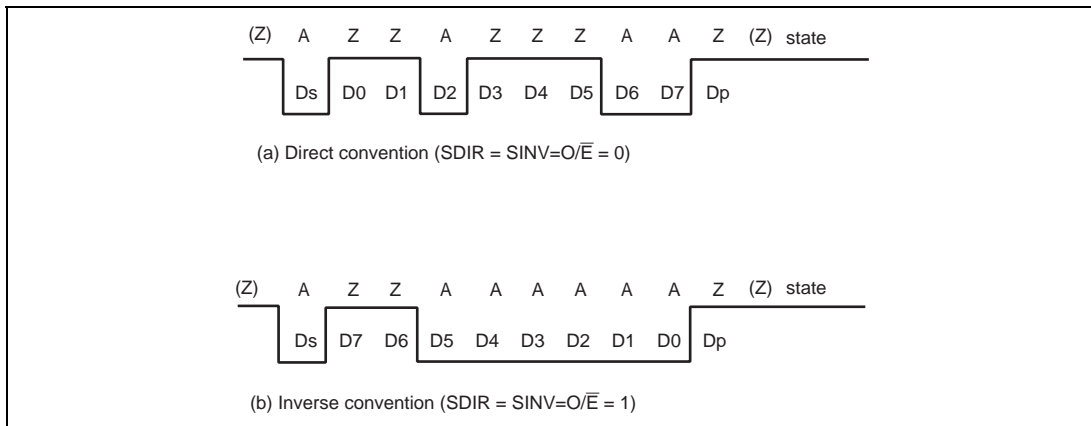 (Z) A Z Z A Z Z Z A A Z (Z) state
Ds D0 D1 D2 D3 D4 D5 D6 D7 Dp
(a) Direct convention (SDIR = SINV=O/E̅ = 0)
(Z) A Z Z A A A A A A Z (Z) state
Ds D7 D6 D5 D4 D3 D2 D1 D0 Dp
(b) Inverse convention (SDIR = SINV=O/E̅ = 1)